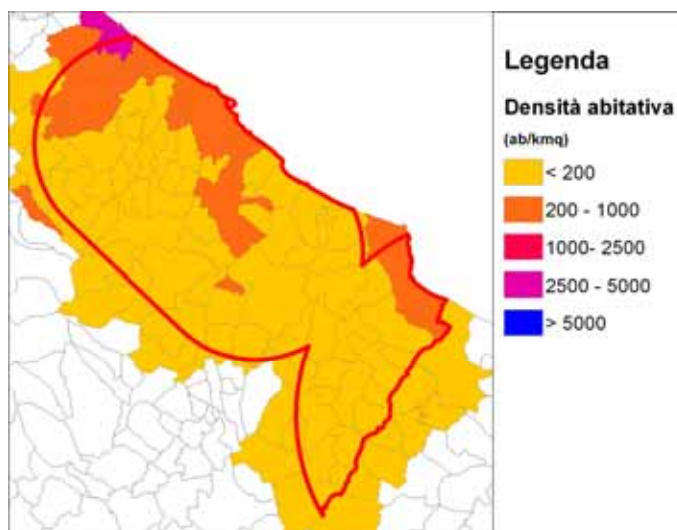 Legenda
Densità abitativa
(ab/kmq)
< 200
200 - 1000
1000- 2500
2500 - 5000
> 5000